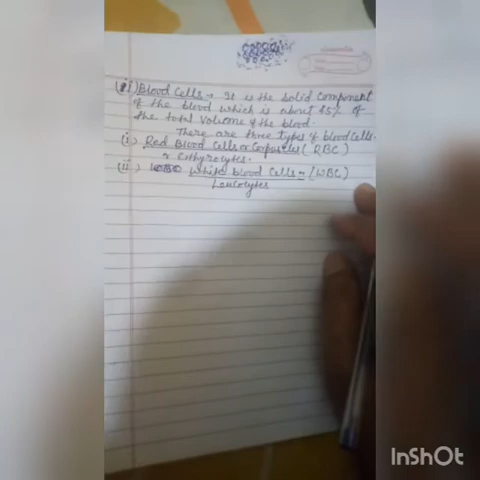 (ii) Blood Cells → It is the solid component
of the blood which is about 45% of
the total volume of the blood.
There are three types of blood cells.
(i) Red Blood Cells or Corpuscles (RBC)
or Erthyrocytes.
(ii) White blood cells = (WBC)
Leucocytes
InShOt